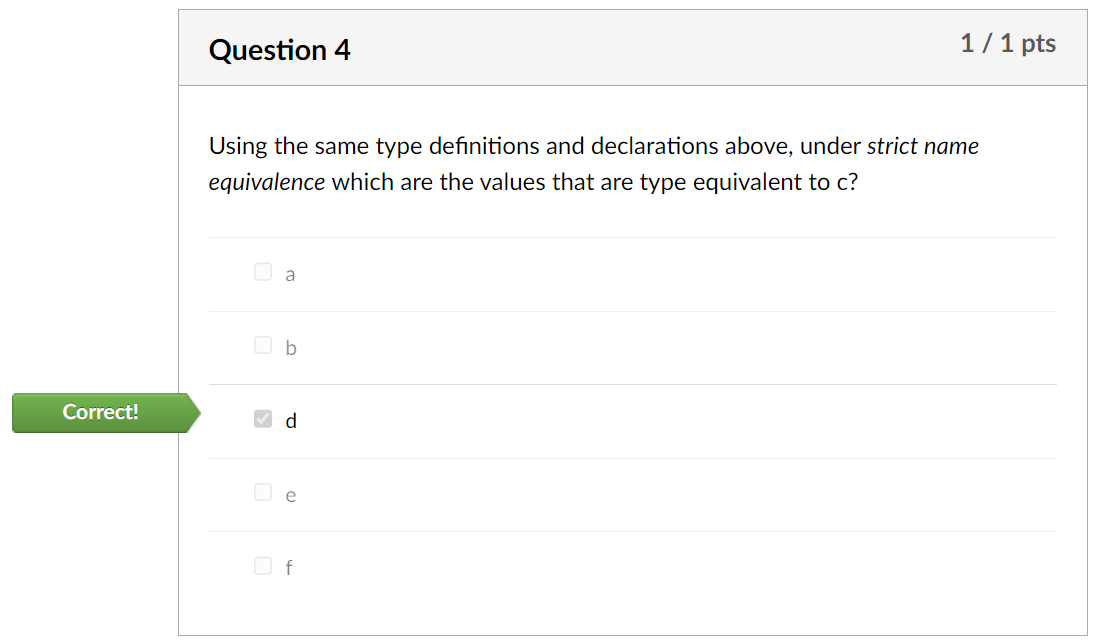 Question 4
1 / 1 pts
Using the same type definitions and declarations above, under strict name
equivalence which are the values that are type equivalent to c?
a
b
Correct!
d
e
f